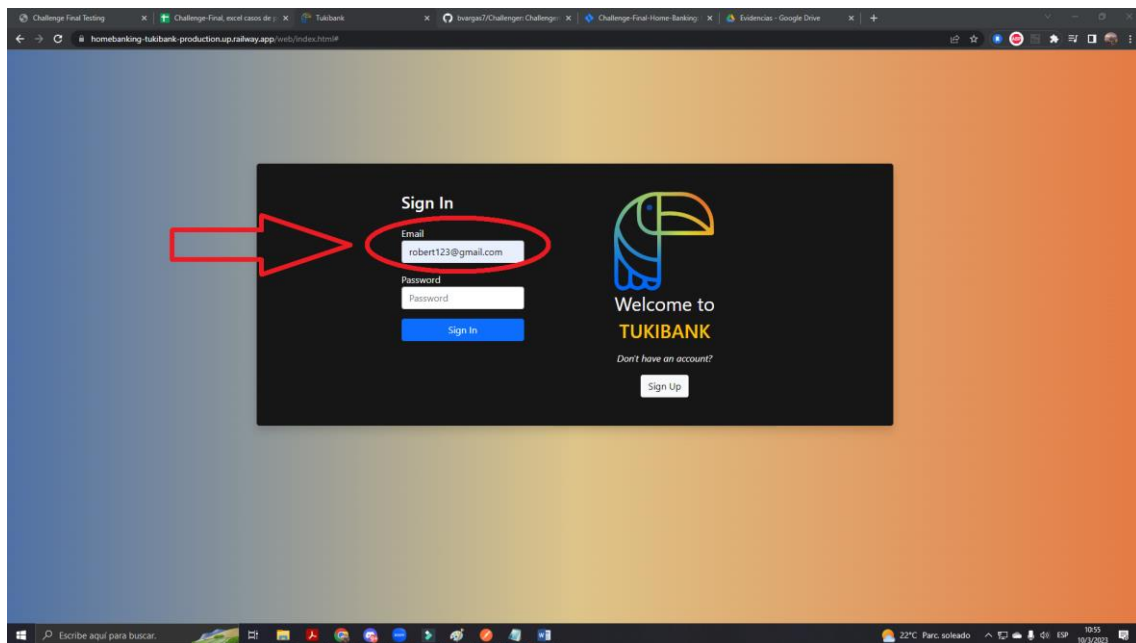 Challenge Final Testing
Challenge-Final, excel casos de p
Tukibank
bvargas7/Challenger: Challenger
Challenge-Final-Home-Banking:
Evidencias - Google Drive
homebanking-tukibank-production.up.railway.app/web/index.html#
Sign In
Email
robert123@gmail.com
Password
Password
Sign In
Welcome to
TUKIBANK
Don't have an account?
Sign Up
Escribe aquí para buscar.
22°C Parc. soleado
ESP
10:55
10/3/2023